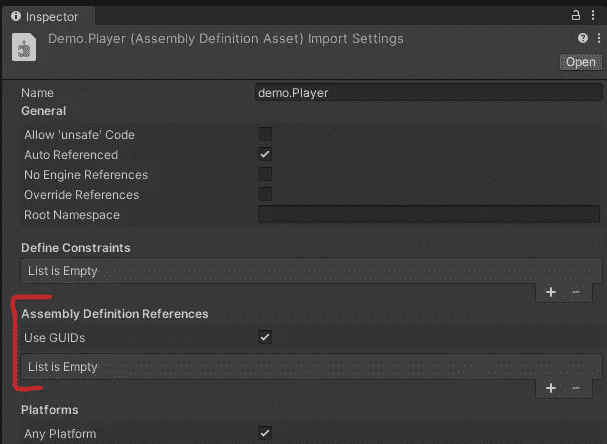 Inspector
Demo.Player (Assembly Definition Asset) Import Settings
Open
Name demo.Player
General
Allow 'unsafe' Code
Auto Referenced
No Engine References
Override References
Root Namespace
Define Constraints
List is Empty
+ −
Assembly Definition References
Use GUIDs
List is Empty
+ −
Platforms
Any Platform